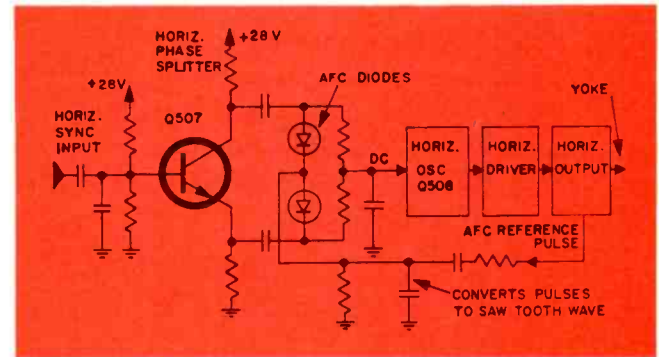 HORIZ.
PHASE
SPLITTER
+28V
AFC DIODES
YOKE
+28V
HORIZ.
SYNC
INPUT
Q507
DC
HORIZ.
OSC
Q508
HORIZ.
DRIVER
HORIZ.
OUTPUT
AFC REFERENCE
PULSE
CONVERTS PULSES
TO SAW TOOTH WAVE